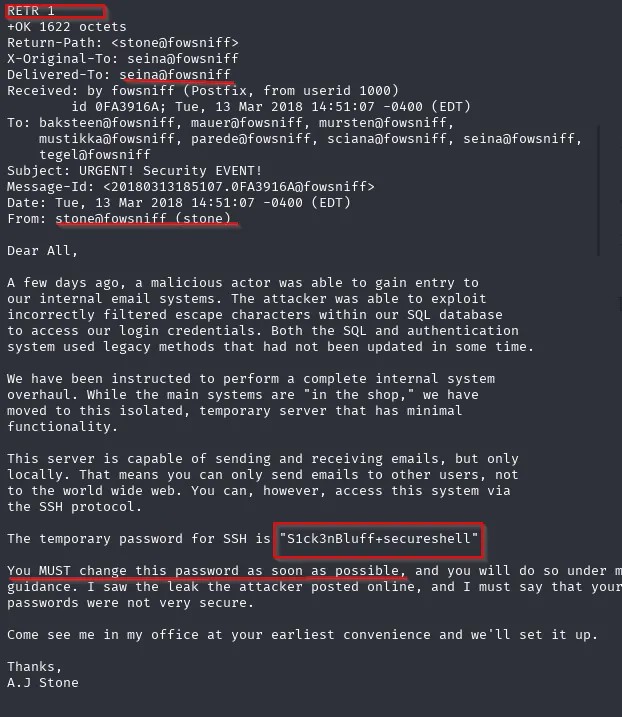 RETR 1
+OK 1622 octets
Return-Path: <stone@fowsniff>
X-Original-To: seina@fowsniff
Delivered-To: seina@fowsniff
Received: by fowsniff (Postfix, from userid 1000)
id 0FA3916A; Tue, 13 Mar 2018 14:51:07 -0400 (EDT)
To: baksteen@fowsniff, mauer@fowsniff, mursten@fowsniff,
mustikka@fowsniff, parede@fowsniff, sciana@fowsniff, seina@fowsniff,
tegel@fowsniff
Subject: URGENT! Security EVENT!
Message-Id: <20180313185107.0FA3916A@fowsniff>
Date: Tue, 13 Mar 2018 14:51:07 -0400 (EDT)
From: stone@fowsniff (stone)
Dear All,
A few days ago, a malicious actor was able to gain entry to
our internal email systems. The attacker was able to exploit
incorrectly filtered escape characters within our SQL database
to access our login credentials. Both the SQL and authentication
system used legacy methods that had not been updated in some time.
We have been instructed to perform a complete internal system
overhaul. While the main systems are "in the shop," we have
moved to this isolated, temporary server that has minimal
functionality.
This server is capable of sending and receiving emails, but only
locally. That means you can only send emails to other users, not
to the world wide web. You can, however, access this system via
the SSH protocol.
The temporary password for SSH is "S1ck3nBluff+secureshell"
You MUST change this password as soon as possible, and you will do so under m
guidance. I saw the leak the attacker posted online, and I must say that your
passwords were not very secure.
Come see me in my office at your earliest convenience and we'll set it up.
Thanks,
A.J Stone